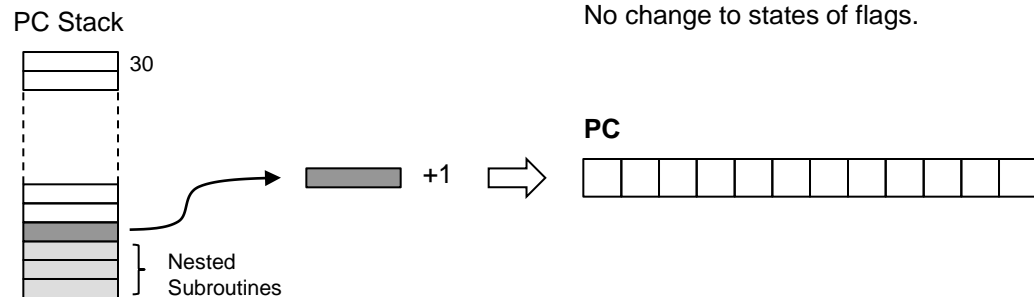 No change to states of flags.
PC Stack
30
PC
+1
Nested
Subroutines